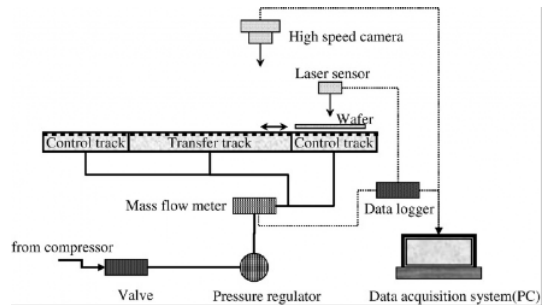 High speed camera
Laser sensor
Wafer
Control track
Transfer track
Control track
Mass flow meter
Data logger
from compressor
Valve
Pressure regulator
Data acquisition system(PC)